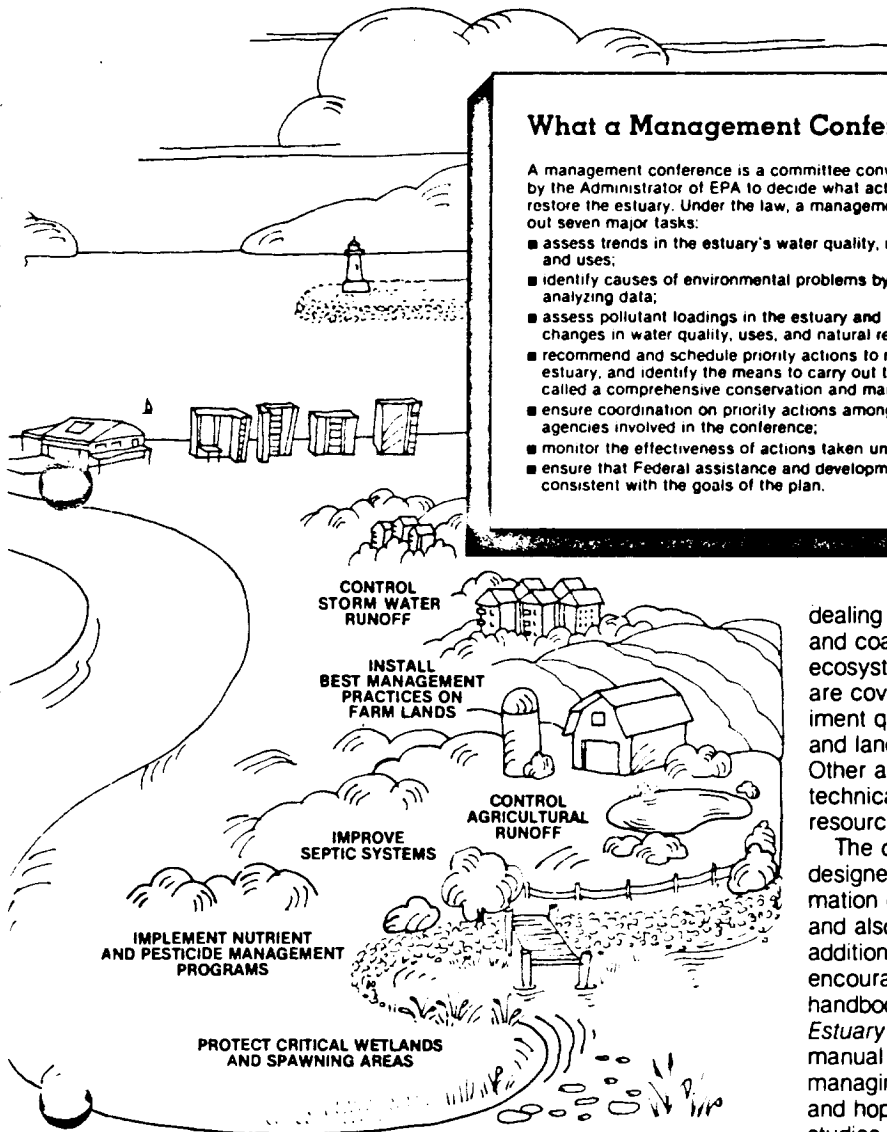 What a Management Confe
A management conference is a committee conv
by the Administrator of EPA to decide what act
restore the estuary. Under the law, a manageme
out seven major tasks:
■ assess trends in the estuary's water quality,
and uses;
■ identify causes of environmental problems by
analyzing data;
■ assess pollutant loadings in the estuary and
changes in water quality, uses, and natural re
■ recommend and schedule priority actions to
estuary, and identify the means to carry out t
called a comprehensive conservation and ma
■ ensure coordination on priority actions among
agencies involved in the conference;
■ monitor the effectiveness of actions taken un
■ ensure that Federal assistance and developm
consistent with the goals of the plan.
CONTROL
STORM WATER
RUNOFF
INSTALL
BEST MANAGEMENT
PRACTICES ON
FARM LANDS
CONTROL
AGRICULTURAL
RUNOFF
IMPROVE
SEPTIC SYSTEMS
IMPLEMENT NUTRIENT
AND PESTICIDE MANAGEMENT
PROGRAMS
PROTECT CRITICAL WETLANDS
AND SPAWNING AREAS
dealing
and coa
ecosyst
are cov
iment q
and lan
Other a
technica
resourc
The c
designe
mation
and also
addition
encoura
handboo
Estuary
manual
managin
and hop
studies